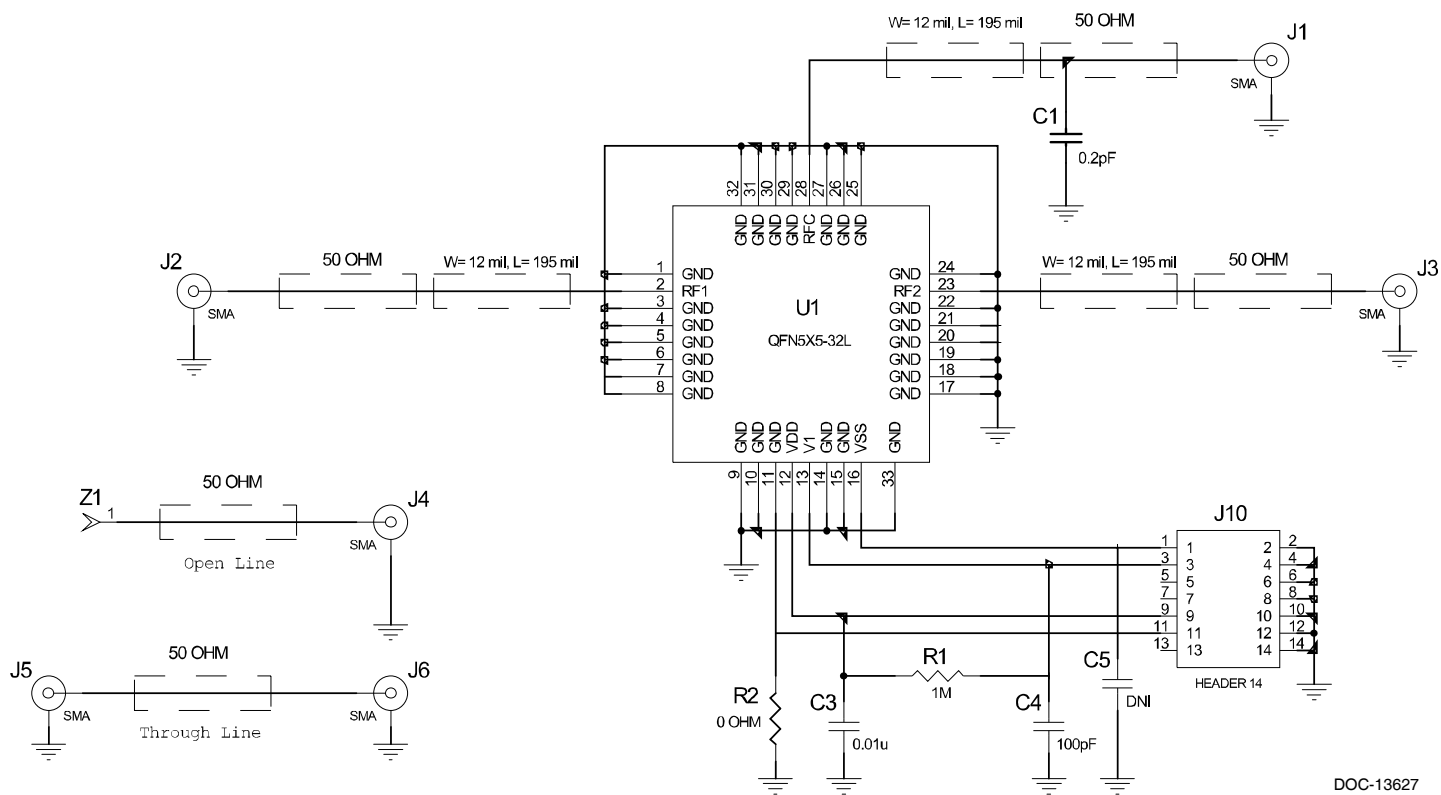 W= 12 mil, L= 195 mil
50 OHM
J1
SMA
C1
0.2pF
32
31
30
29
28
27
26
25
GND
GND
GND
GND
RFC
GND
GND
GND
J2
50 OHM
W= 12 mil, L= 195 mil
SMA
1 GND
2 RF1
3 GND
4 GND
5 GND
6 GND
7 GND
8 GND
U1
QFN5X5-32L
GND 24
RF2 23
GND 22
GND 21
GND 20
GND 19
GND 18
GND 17
W= 12 mil, L= 195 mil
50 OHM
J3
SMA
GND
GND
GND
VDD
V1
GND
GND
VSS
GND
9
10
11
12
13
14
15
16
33
Z1
1
50 OHM
J4
SMA
Open Line
J10
1 1 2 2
3 3 4 4
5 5 6 6
7 7 8 8
9 9 10 10
11 11 12 12
13 13 14 14
HEADER 14
J5
50 OHM
J6
SMA
SMA
Through Line
R2
0 OHM
C3
0.01u
R1
1M
C4
100pF
C5
DNI
DOC-13627